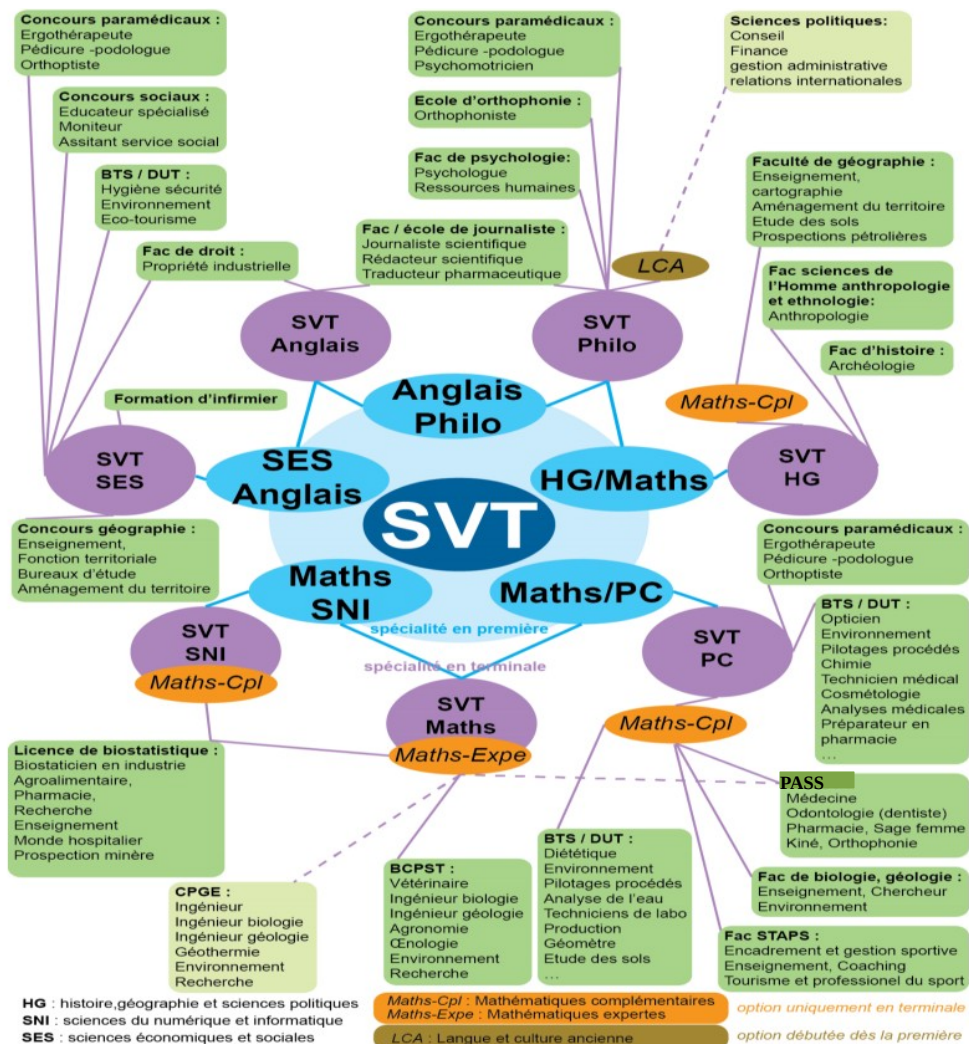 Concours paramédicaux :
Ergothérapeute
Pédicure -podologue
Orthoptiste
Concours sociaux :
Educateur spécialisé
Moniteur
Assitant service social
BTS / DUT :
Hygiène sécurité
Environnement
Eco-tourisme
Fac de droit :
Propriété industrielle
Concours paramédicaux :
Ergothérapeute
Pédicure -podologue
Psychomotricien
Ecole d'orthophonie :
Orthophoniste
Fac de psychologie:
Psychologue
Ressources humaines
Fac / école de journaliste :
Journaliste scientifique
Rédacteur scientifique
Traducteur pharmaceutique
Sciences politiques:
Conseil
Finance
gestion administrative
relations internationales
LCA
Faculté de géographie :
Enseignement,
cartographie
Aménagement du territoire
Etude des sols
Prospections pétrolières
Fac sciences de
l'Homme anthropologie
et ethnologie:
Anthropologie
Fac d'histoire :
Archéologie
SVT
Anglais
SVT
Philo
Maths-Cpl
SVT
HG
Formation d'infirmier
SVT
SES
Anglais
Philo
SES
Anglais
HG/Maths
SVT
Maths
SNI
Maths/PC
spécialité en première
spécialité en terminale
Concours géographie :
Enseignement,
Fonction territoriale
Bureaux d'étude
Aménagement du territoire
SVT
SNI
Maths-Cpl
SVT
Maths
Maths-Expe
Concours paramédicaux :
Ergothérapeute
Pédicure -podologue
Orthoptiste
SVT
PC
Maths-Cpl
BTS / DUT :
Opticien
Environnement
Pilotages procédés
Chimie
Technicien médical
Cosmétologie
Analyses médicales
Préparateur en
pharmacie
…
Licence de biostatistique :
Biostaticien en industrie
Agroalimentaire,
Pharmacie,
Recherche
Enseignement
Monde hospitalier
Prospection minère
PASS
Médecine
Odontologie (dentiste)
Pharmacie, Sage femme
Kiné, Orthophonie
CPGE :
Ingénieur
Ingénieur biologie
Ingénieur géologie
Géothermie
Environnement
Recherche
BCPST :
Vétérinaire
Ingénieur biologie
Ingénieur géologie
Agronomie
Œnologie
Environnement
Recherche
BTS / DUT :
Diététique
Environnement
Pilotages procédés
Analyse de l'eau
Techniciens de labo
Production
Géomètre
Etude des sols
…
Fac de biologie, géologie :
Enseignement, Chercheur
Environnement
Fac STAPS :
Encadrement et gestion sportive
Enseignement, Coaching
Tourisme et professionel du sport
HG : histoire,géographie et sciences politiques
SNI : sciences du numérique et informatique
SES : sciences économiques et sociales
Maths-Cpl : Mathématiques complémentaires
Maths-Expe : Mathématiques expertes
option uniquement en terminale
LCA : Langue et culture ancienne
option débutée dès la première